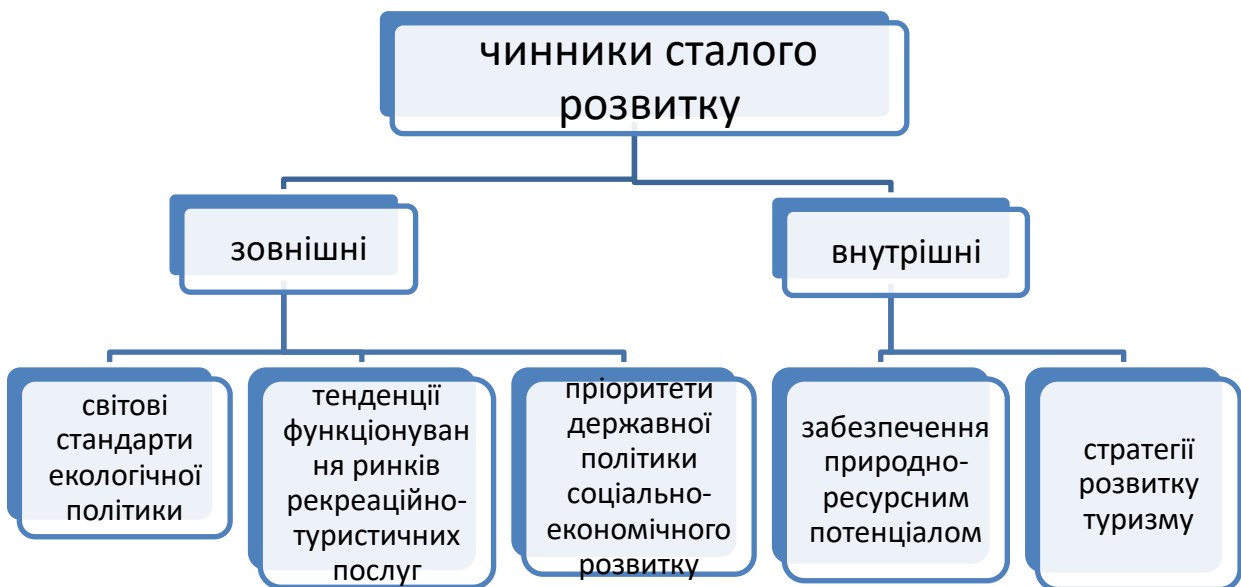 чинники сталого
розвитку
зовнішні
внутрішні
світові
стандарти
екологічної
політики
тенденції
функціонуван
ня ринків
рекреаційно-
туристичних
послуг
пріоритети
державної
політики
соціально-
економічного
розвитку
забезпечення
природно-
ресурсним
потенціалом
стратегії
розвитку
туризму